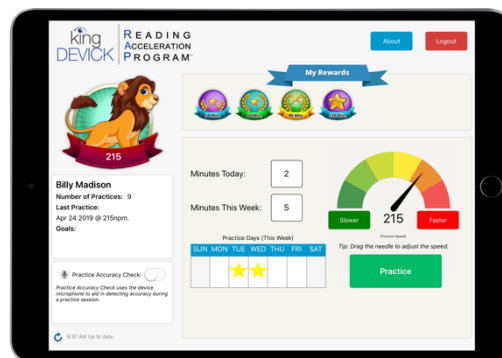 king
DEVICK
READING
ACCELERATION
PROGRAM
About
Logout
My Rewards
215
Billy Madison
Number of Practices: 9
Last Practice:
Apr 24 2019 @ 215pm.
Goals:
Minutes Today:
2
Minutes This Week:
5
Practice Days (This Week)
SUN MON TUE WED THU FRI SAT
Slower
215
Faster
Practice Speed
Tip: Drag the needle to adjust the speed.
Practice
Practice Accuracy Check:
Practice Accuracy Check uses the device
microphone to aid in detecting accuracy during
a practice session.
9:37 AM Up to date.